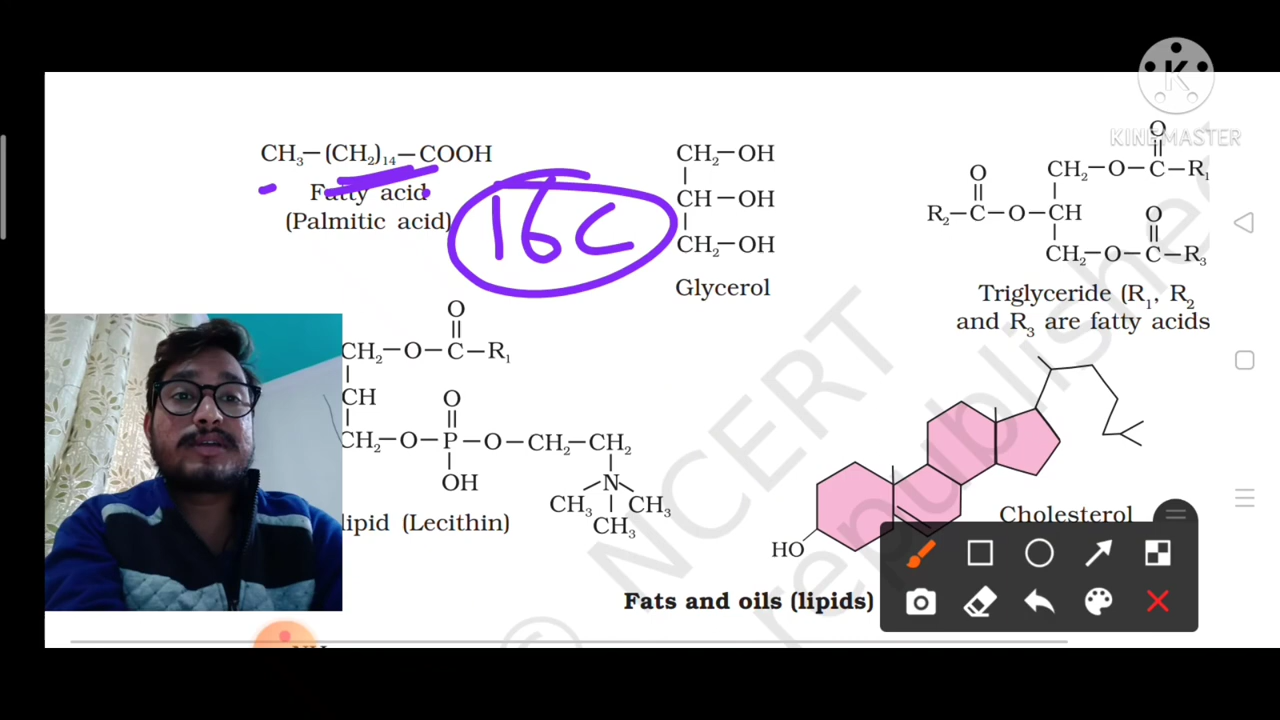 K
KINEMASTER
CH₃–(CH₂)₁₄–COOH
Fatty acid
(Palmitic acid)
16C
CH₂–OH
CH–OH
CH₂–OH
Glycerol
O
CH₂–O–C–R₁
O
R₂–C–O–CH
O
CH₂–O–C–R₃
Triglyceride (R₁, R₂
and R₃ are fatty acids
O
CH₂–O–C–R₁
CH
O
CH₂–O–P–O–CH₂–CH₂
OH
N
CH₃ CH₃
CH₃
lipid (Lecithin)
HO
Cholesterol
Fats and oils (lipids)
© NCERT
republished
NH